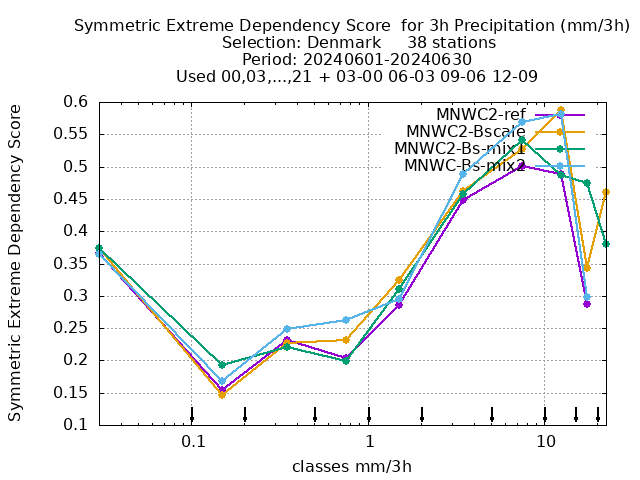 Symmetric Extreme Dependency Score  for 3h Precipitation (mm/3h)
Selection: Denmark     38 stations
Period: 20240601-20240630
Used 00,03,...,21 + 03-00 06-03 09-06 12-09
Symmetric Extreme Dependency Score
0.6
0.55
0.5
0.45
0.4
0.35
0.3
0.25
0.2
0.15
0.1
MNWC2-ref
MNWC2-Bscale
MNWC2-Bs-mix1
MNWC-Bs-mix2
0.1
1
10
classes mm/3h